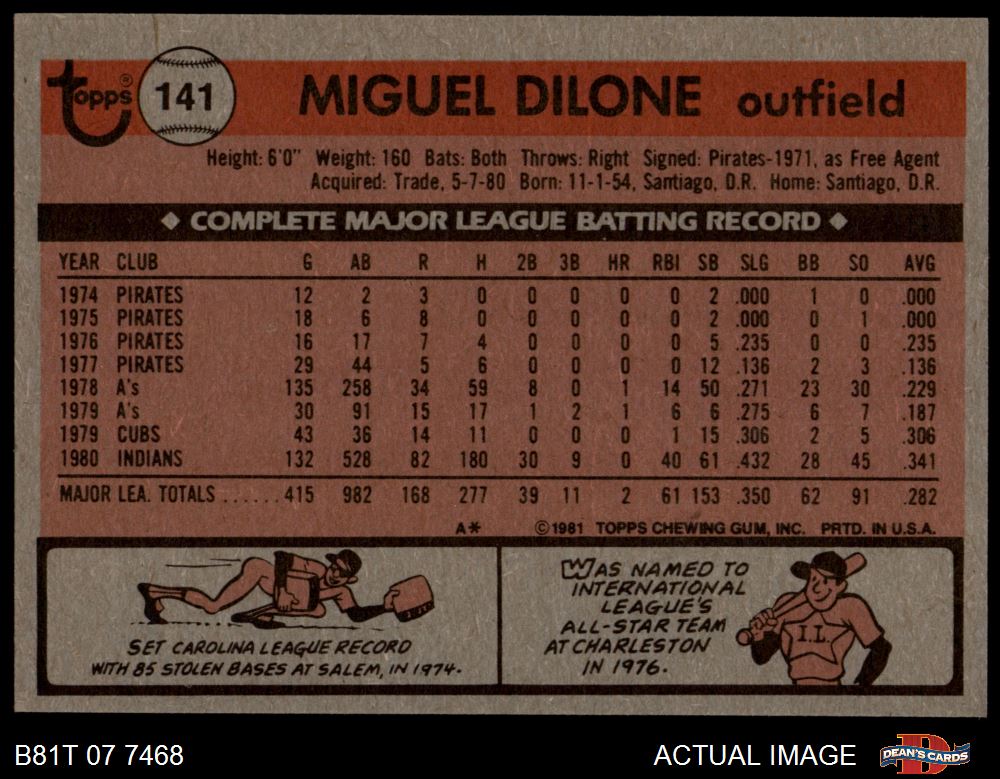 Topps® 141 MIGUEL DILONE outfield
Height: 6'0" Weight: 160 Bats: Both Throws: Right Signed: Pirates-1971, as Free Agent
Acquired: Trade, 5-7-80 Born: 11-1-54, Santiago, D.R. Home: Santiago, D.R.
◆ COMPLETE MAJOR LEAGUE BATTING RECORD ◆
YEAR CLUB G AB R H 2B 3B HR RBI SB SLG BB SO AVG
1974 PIRATES 12 2 3 0 0 0 0 0 2 .000 1 0 .000
1975 PIRATES 18 6 8 0 0 0 0 0 2 .000 0 1 .000
1976 PIRATES 16 17 7 4 0 0 0 0 5 .235 0 0 .235
1977 PIRATES 29 44 5 6 0 0 0 0 12 .136 2 3 .136
1978 A's 135 258 34 59 8 0 1 14 50 .271 23 30 .229
1979 A's 30 91 15 17 1 2 1 6 6 .275 6 7 .187
1979 CUBS 43 36 14 11 0 0 0 1 15 .306 2 5 .306
1980 INDIANS 132 528 82 180 30 9 0 40 61 .432 28 45 .341
MAJOR LEA. TOTALS ...... 415 982 168 277 39 11 2 61 153 .350 62 91 .282
A* ©1981 TOPPS CHEWING GUM, INC. PRTD. IN U.S.A.
SET CAROLINA LEAGUE RECORD
WITH 85 STOLEN BASES AT SALEM, IN 1974.
WAS NAMED TO
INTERNATIONAL
LEAGUE'S
ALL-STAR TEAM
AT CHARLESTON
IN 1976.
I.L.
B81T 07 7468 ACTUAL IMAGE DEAN'S CARDS